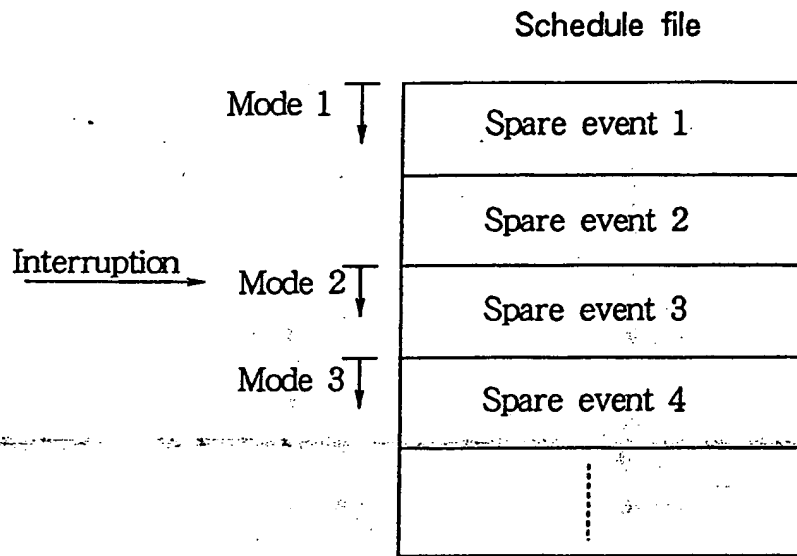 Schedule file
Mode 1
Spare event 1
Spare event 2
Interruption
Mode 2
Spare event 3
Mode 3
Spare event 4